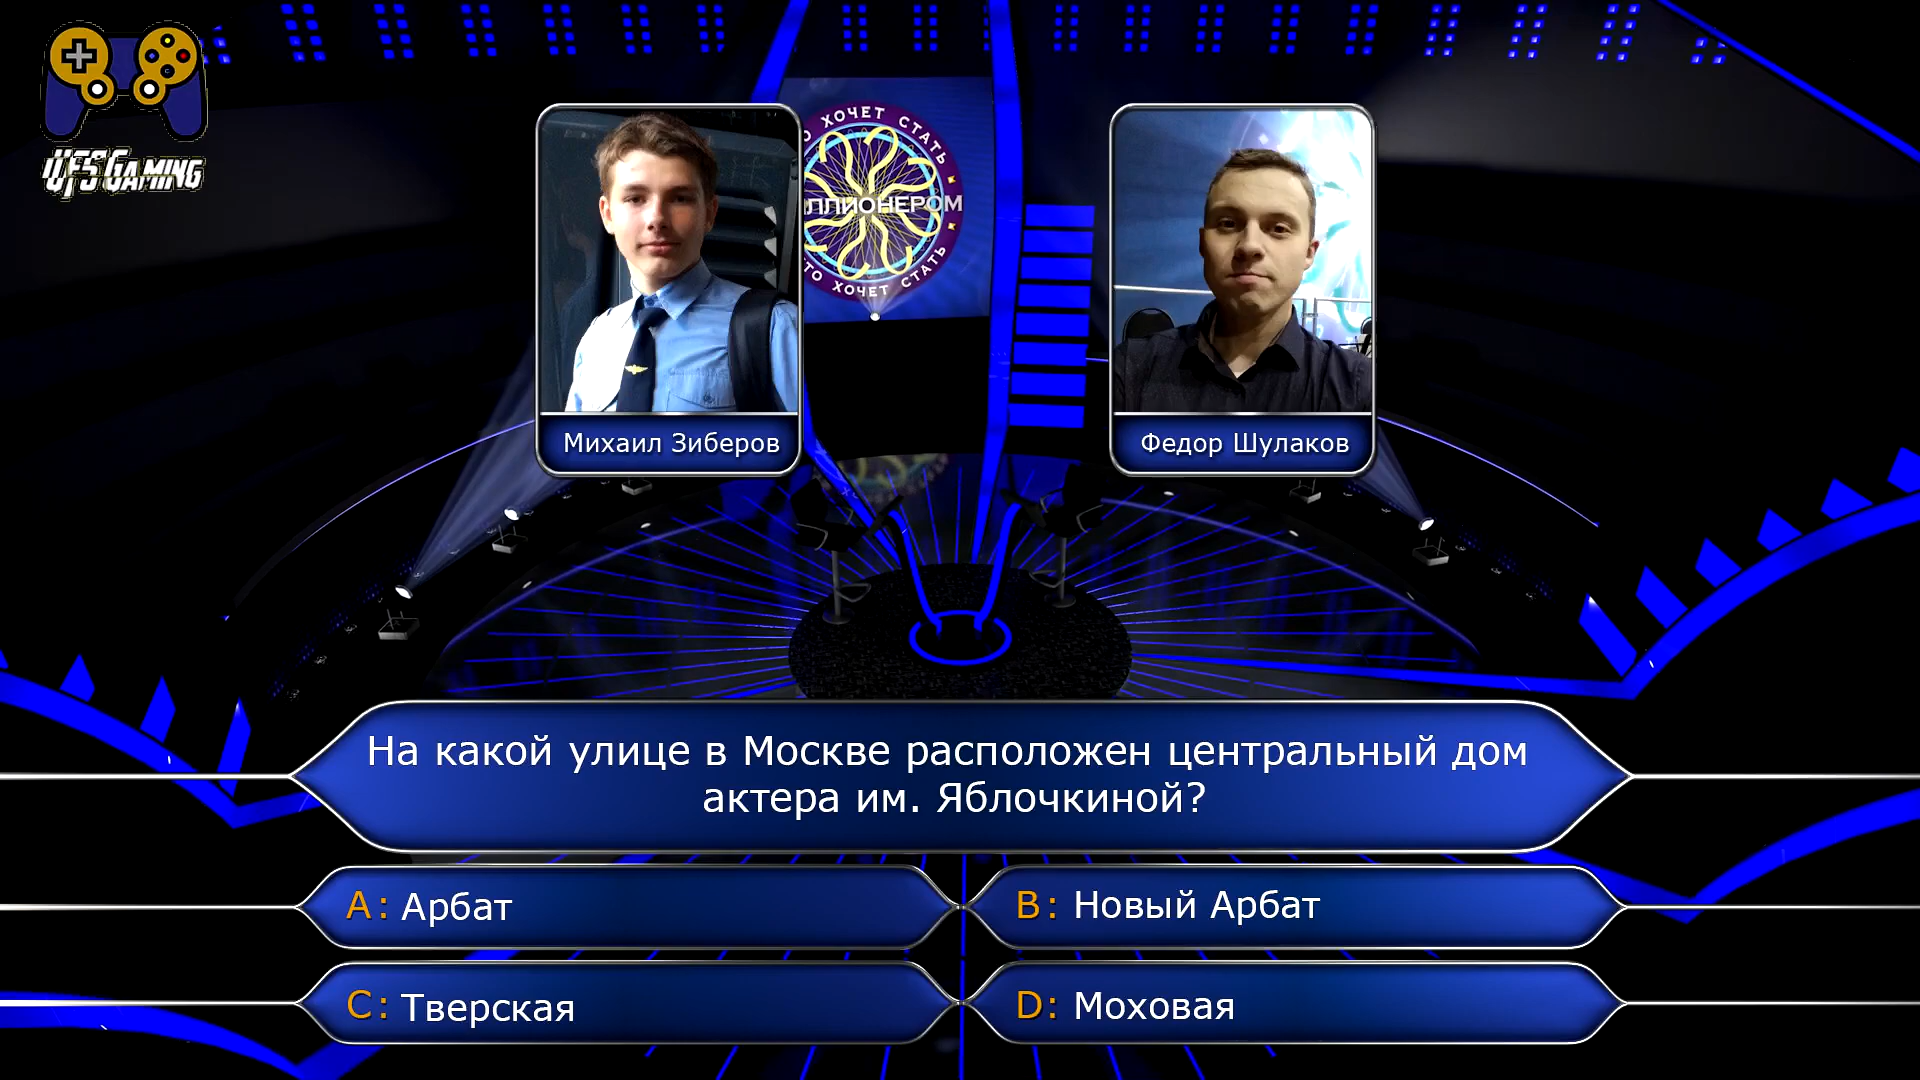 UFS GAMING
О ХОЧЕТ СТАТЬ
ЛЛИОНЕРОМ
ТО ХОЧЕТ СТАТЬ
Михаил Зиберов
Федор Шулаков
На какой улице в Москве расположен центральный дом
актера им. Яблочкиной?
A: Арбат
B: Новый Арбат
C: Тверская
D: Моховая